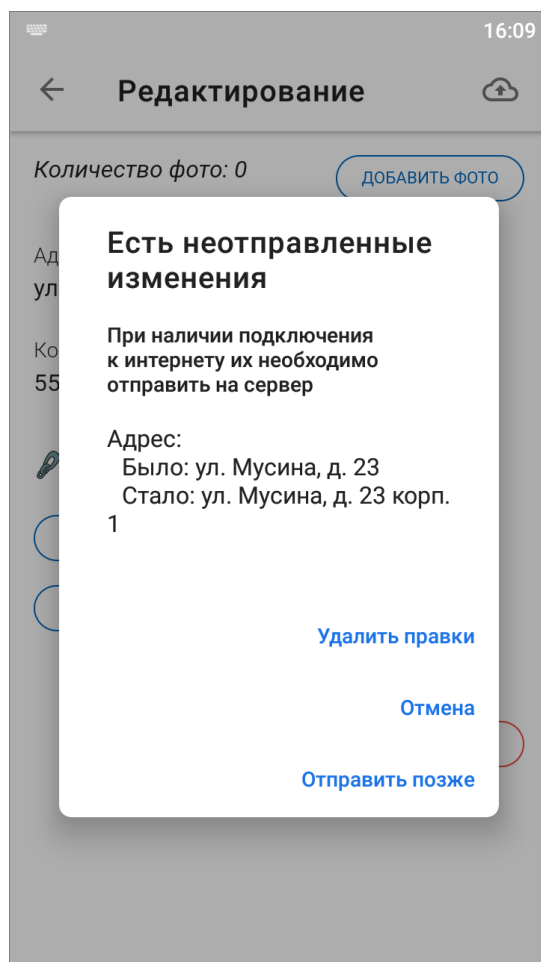 16:09
Редактирование
Количество фото: 0
ДОБАВИТЬ ФОТО
Есть неотправленные
изменения
При наличии подключения
к интернету их необходимо
отправить на сервер
Адрес:
Было: ул. Мусина, д. 23
Стало: ул. Мусина, д. 23 корп.
1
Удалить правки
Отмена
Отправить позже